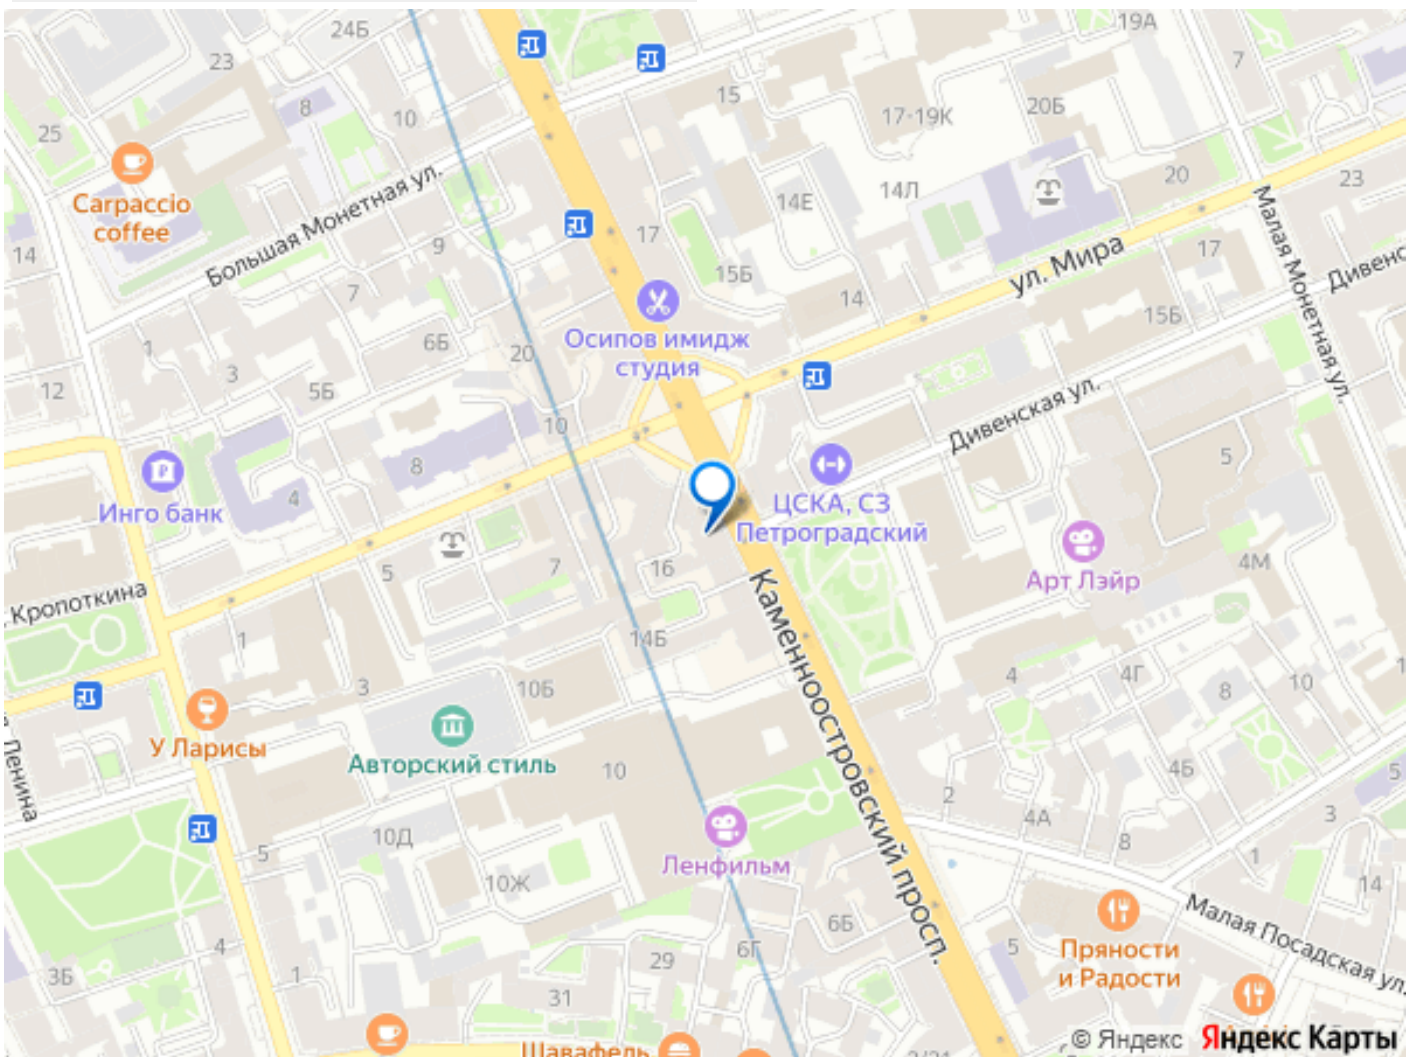 24Б
19А
23
7
8
15
25
10
17-19К
20Б
Carpaccio
coffee
Большая Монетная ул.
14Е
14Л
20
23
14
9
17
ул. Мира
17
Малая Монетная ул.
Дивенс
7
15Б
14
15Б
1
6Б
20
Осипов имидж
студия
3
5Б
12
10
Дивенская ул.
8
5
Инго банк
4
ЦСКА, СЗ
Петроградский
Кропоткина
5
7
16
4М
Арт Лэйр
1
14Б
Каменноостровский просп.
3
10Б
4
4Г
8
10
У Ларисы
Авторский стиль
Ленина
10
4Б
5
2
4А
3
10Д
8
5
Ленфильм
1
14
10Ж
6Б
Малая Посадская ул.
4
6Г
5
Пряности
и Радости
3Б
1
29
31
Шавафель
© Яндекс Яндекс Карты